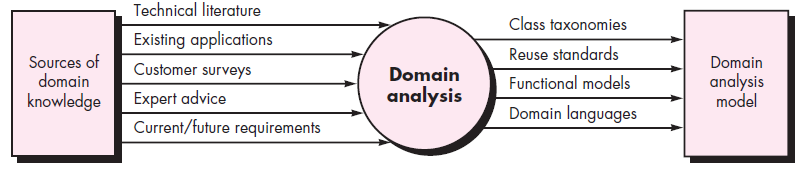 Sources of
domain
knowledge
Technical literature
Existing applications
Customer surveys
Expert advice
Current/future requirements
Domain
analysis
Class taxonomies
Reuse standards
Functional models
Domain languages
Domain
analysis
model